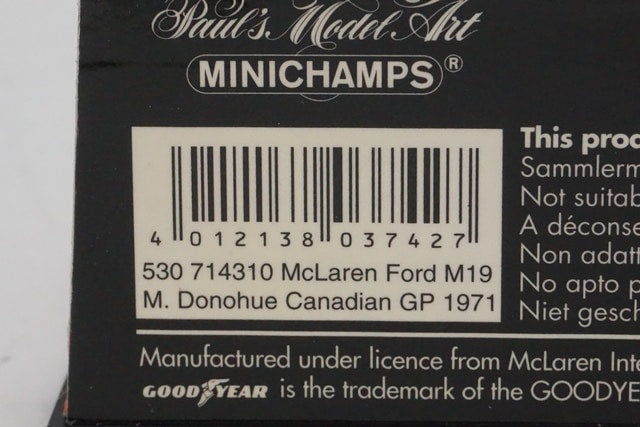 Paul's Model Art
MINICHAMPS®
4 012138 037427
530 714310 McLaren Ford M19
M. Donohue Canadian GP 1971
This prod
Sammlerm
Not suitab
A déconse
Non adatt
No apto p
Niet gesch
Manufactured under licence from McLaren Inte
GOODYEAR is the trademark of the GOODYE